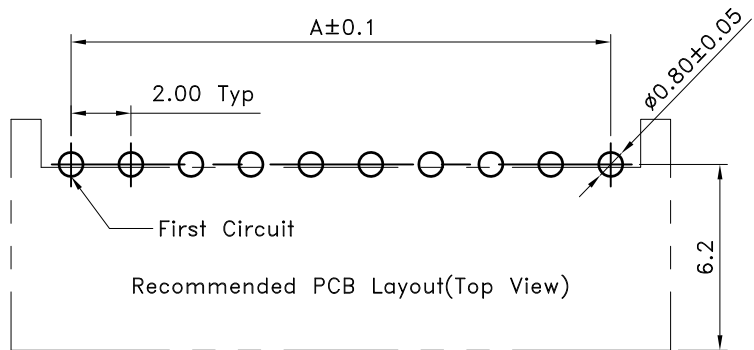 A±0.1
2.00 Typ
ø0.80±0.05
First Circuit
6.2
Recommended PCB Layout(Top View)